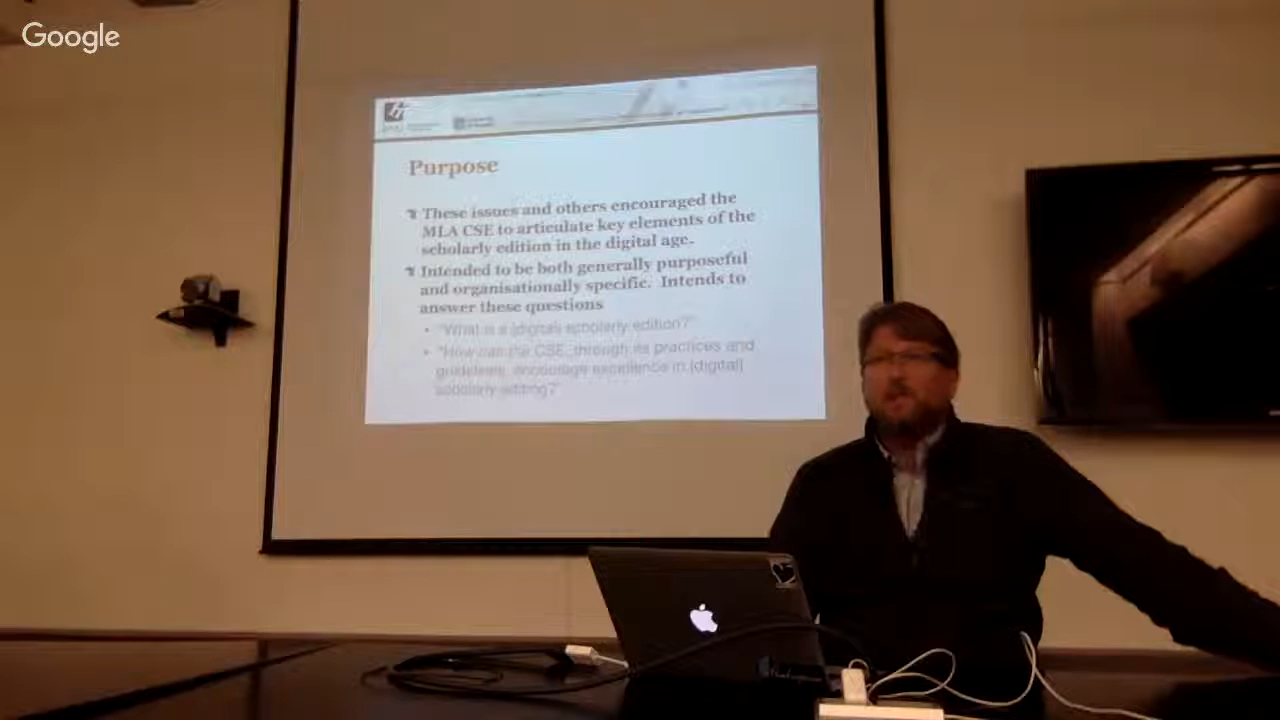 Google
Purpose
These issues and others encouraged the
MLA CSE to articulate key elements of the
scholarly edition in the digital age.
Intended to be both generally purposeful
and organisationally specific. Intends to
answer these questions
"What is a [digital] scholarly edition?"
"How can the CSE, through its practices and
guidelines, encourage excellence in [digital]
scholarly editing?"